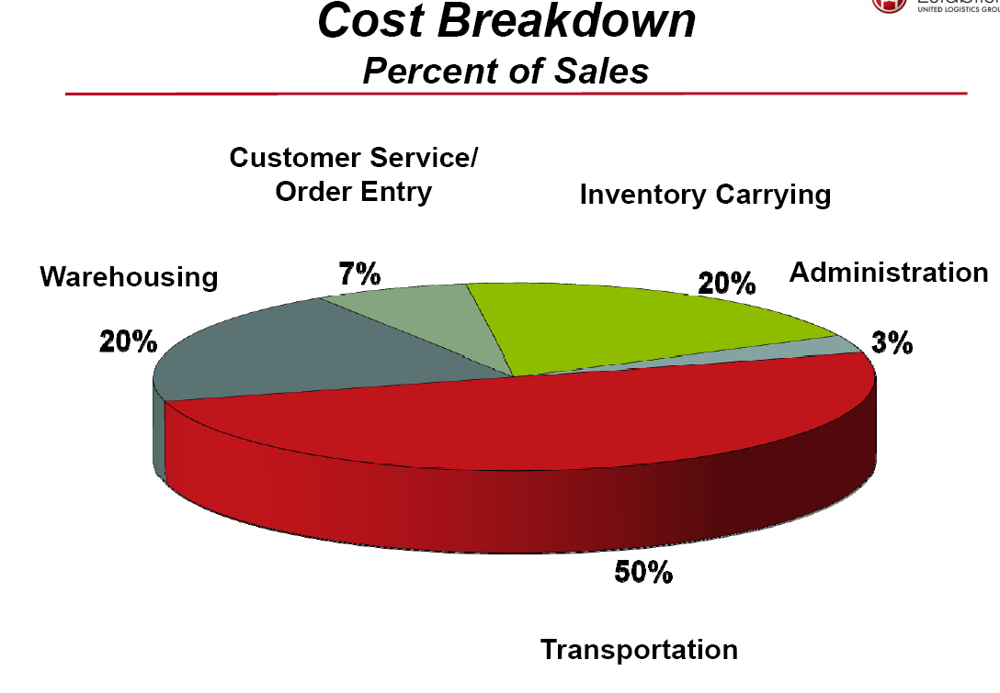 Cost Breakdown
Percent of Sales
UNITED LOGISTICS GROU
Customer Service/
Order Entry
Inventory Carrying
Warehousing
7%
20%
Administration
20%
3%
50%
Transportation